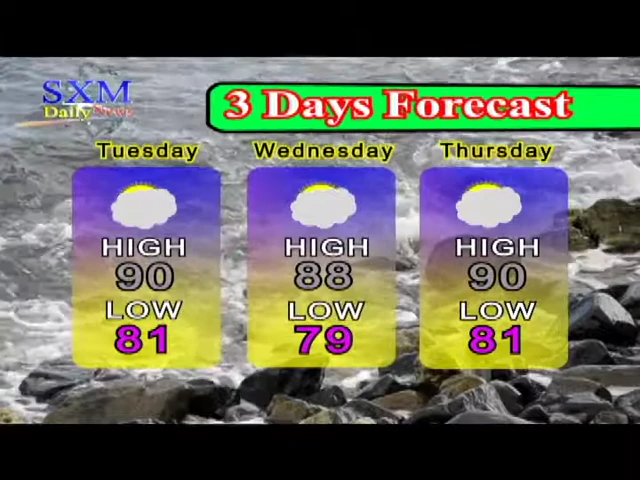 SXM
Daily News
3 Days Forecast
Tuesday Wednesday Thursday
HIGH HIGH HIGH
90 88 90
LOW LOW LOW
81 79 81